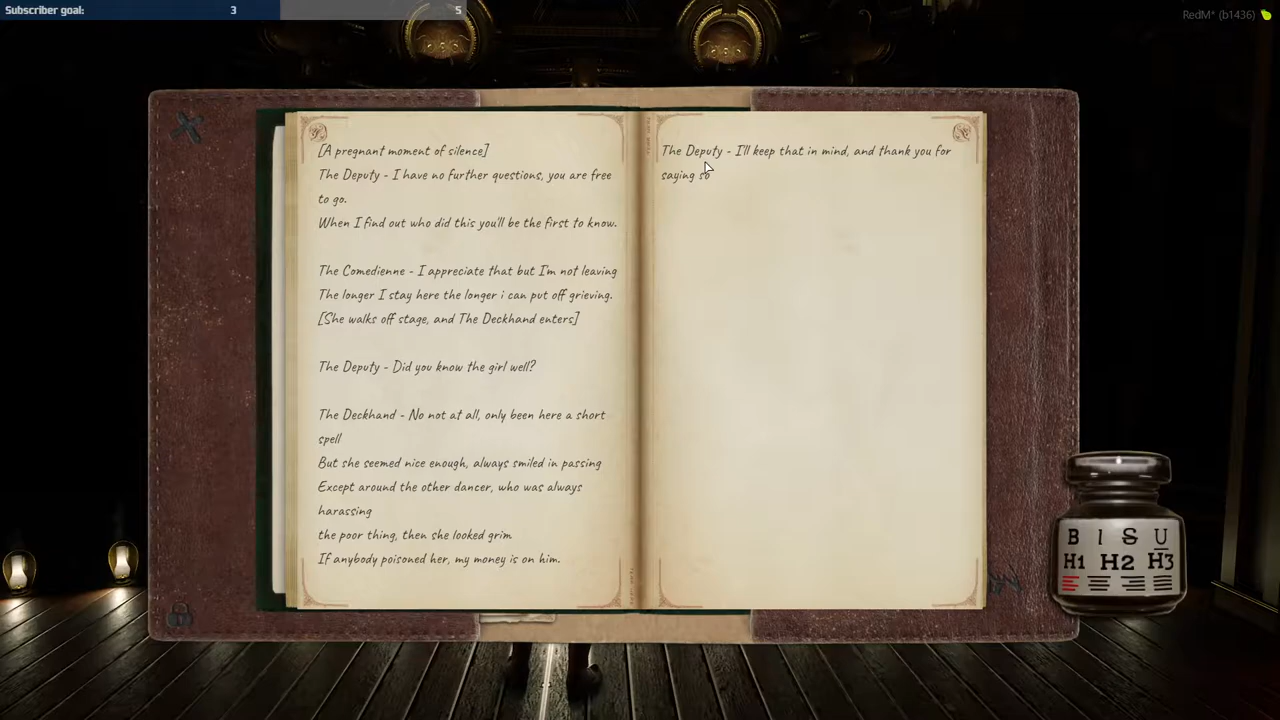 Subscriber goal: 3 5
RedM* (b1436)
[A pregnant moment of silence]
The Deputy - I have no further questions, you are free
to go.
When I find out who did this you'll be the first to know.
The Comedienne - I appreciate that but I'm not leaving
The longer I stay here the longer i can put off grieving.
[She walks off stage, and The Deckhand enters]
The Deputy - Did you know the girl well?
The Deckhand - No not at all, only been here a short
spell
But she seemed nice enough, always smiled in passing
Except around the other dancer, who was always
harassing
the poor thing, then she looked grim
If anybody poisoned her, my money is on him.
The Deputy - I'll keep that in mind, and thank you for
saying so
B I S U
H1 H2 H3